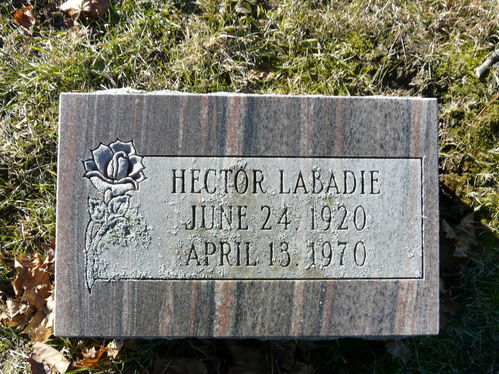 HECTOR LABADIE
JUNE 24, 1920
APRIL 13, 1970